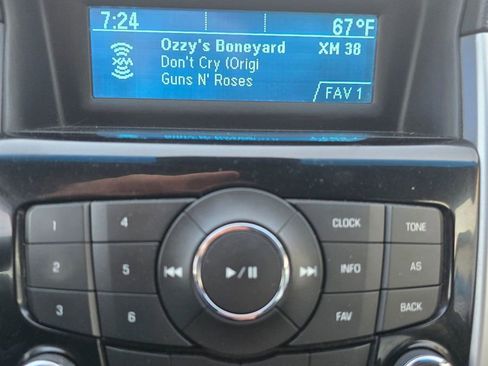 7:24 67°F
Ozzy's Boneyard XM 38
XM Don't Cry (Origi
Guns N' Roses
FAV 1
1 4 CLOCK TONE
2 5 INFO AS
3 6 FAV BACK